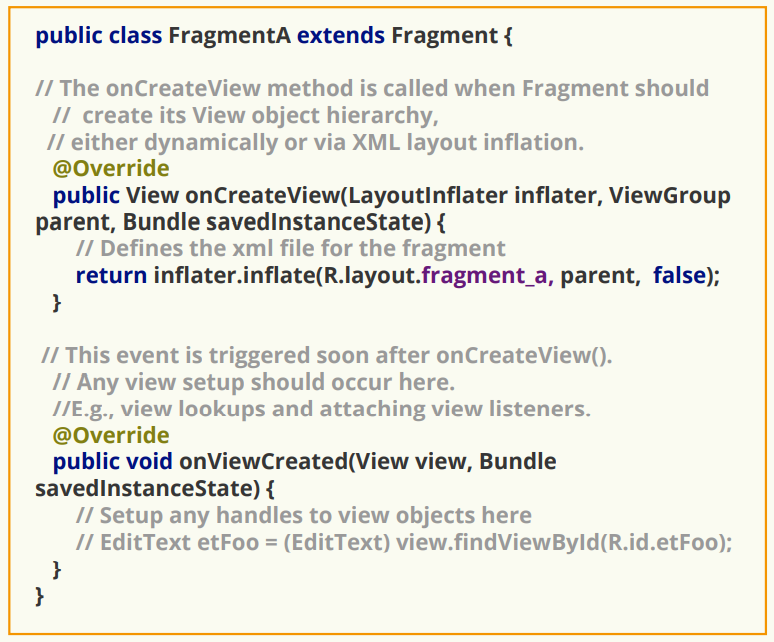 public class FragmentA extends Fragment {
// The onCreateView method is called when Fragment should
//  create its View object hierarchy,
// either dynamically or via XML layout inflation.
@Override
public View onCreateView(LayoutInflater inflater, ViewGroup
parent, Bundle savedInstanceState) {
// Defines the xml file for the fragment
return inflater.inflate(R.layout.fragment_a, parent,  false);
}
// This event is triggered soon after onCreateView().
// Any view setup should occur here.
//E.g., view lookups and attaching view listeners.
@Override
public void onViewCreated(View view, Bundle
savedInstanceState) {
// Setup any handles to view objects here
// EditText etFoo = (EditText) view.findViewById(R.id.etFoo);
}
}